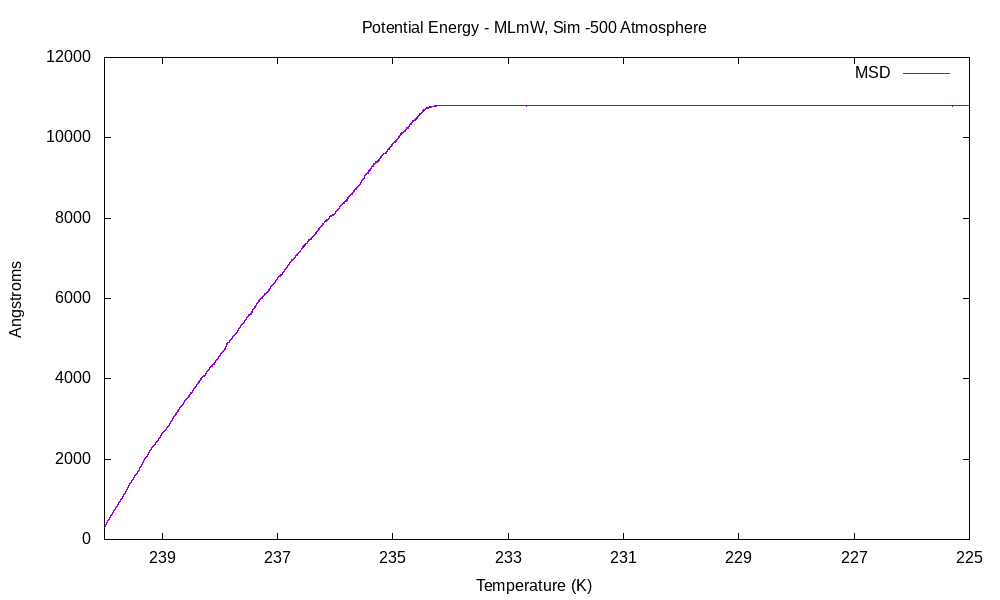 Potential Energy - MLmW, Sim -500 Atmosphere
MSD
12000
10000
8000
6000
4000
2000
0
Angstroms
239 237 235 233 231 229 227 225
Temperature (K)